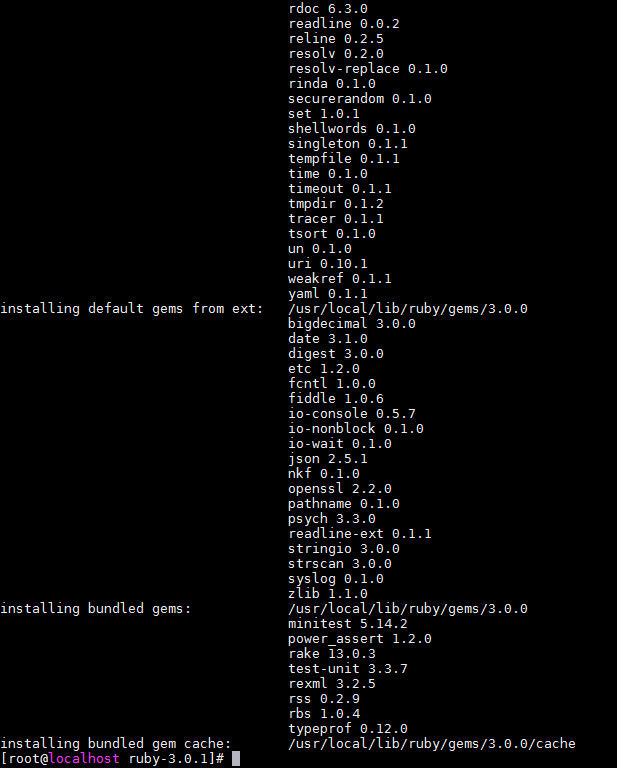 rdoc 6.3.0
readline 0.0.2
reline 0.2.5
resolv 0.2.0
resolv-replace 0.1.0
rinda 0.1.0
securerandom 0.1.0
set 1.0.1
shellwords 0.1.0
singleton 0.1.1
tempfile 0.1.1
time 0.1.0
timeout 0.1.1
tmpdir 0.1.2
tracer 0.1.1
tsort 0.1.0
un 0.1.0
uri 0.10.1
weakref 0.1.1
yaml 0.1.1
installing default gems from ext:   /usr/local/lib/ruby/gems/3.0.0
bigdecimal 3.0.0
date 3.1.0
digest 3.0.0
etc 1.2.0
fcntl 1.0.0
fiddle 1.0.6
io-console 0.5.7
io-nonblock 0.1.0
io-wait 0.1.0
json 2.5.1
nkf 0.1.0
openssl 2.2.0
pathname 0.1.0
psych 3.3.0
readline-ext 0.1.1
stringio 3.0.0
strscan 3.0.0
syslog 0.1.0
zlib 1.1.0
installing bundled gems:            /usr/local/lib/ruby/gems/3.0.0
minitest 5.14.2
power_assert 1.2.0
rake 13.0.3
test-unit 3.3.7
rexml 3.2.5
rss 0.2.9
rbs 1.0.4
typeprof 0.12.0
installing bundled gem cache:       /usr/local/lib/ruby/gems/3.0.0/cache
[root@localhost ruby-3.0.1]#